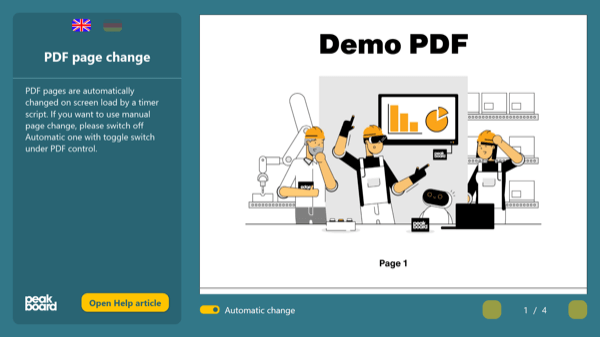 PDF page change
PDF pages are automatically
changed on screen load by a timer
script. If you want to use manual
page change, please switch off
Automatic one with toggle switch
under PDF control.
peak
board
Open Help article
Demo PDF
Page 1
Automatic change
1 / 4